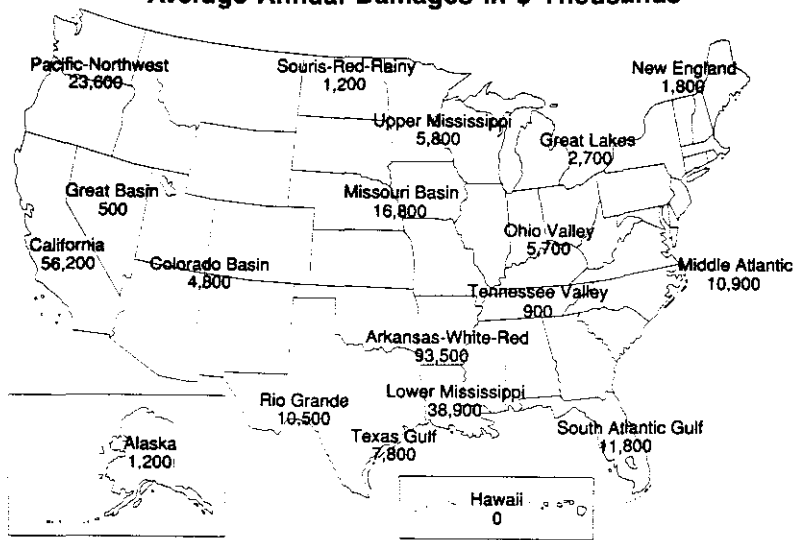 Average Annual Damages in $ Thousands
Pacific-Northwest
23,600
Souris-Red-Rainy
1,200
New England
1,800
Upper Mississippi
5,800
Great Lakes
2,700
Great Basin
500
Missouri Basin
16,800
Ohio Valley
5,700
California
56,200
Colorado Basin
4,800
Middle Atlantic
10,900
Tennessee Valley
900
Arkansas-White-Red
93,500
Rio Grande
10,500
Lower Mississippi
38,900
Texas Gulf
7,800
South Atlantic Gulf
11,800
Alaska
1,200
Hawaii
0